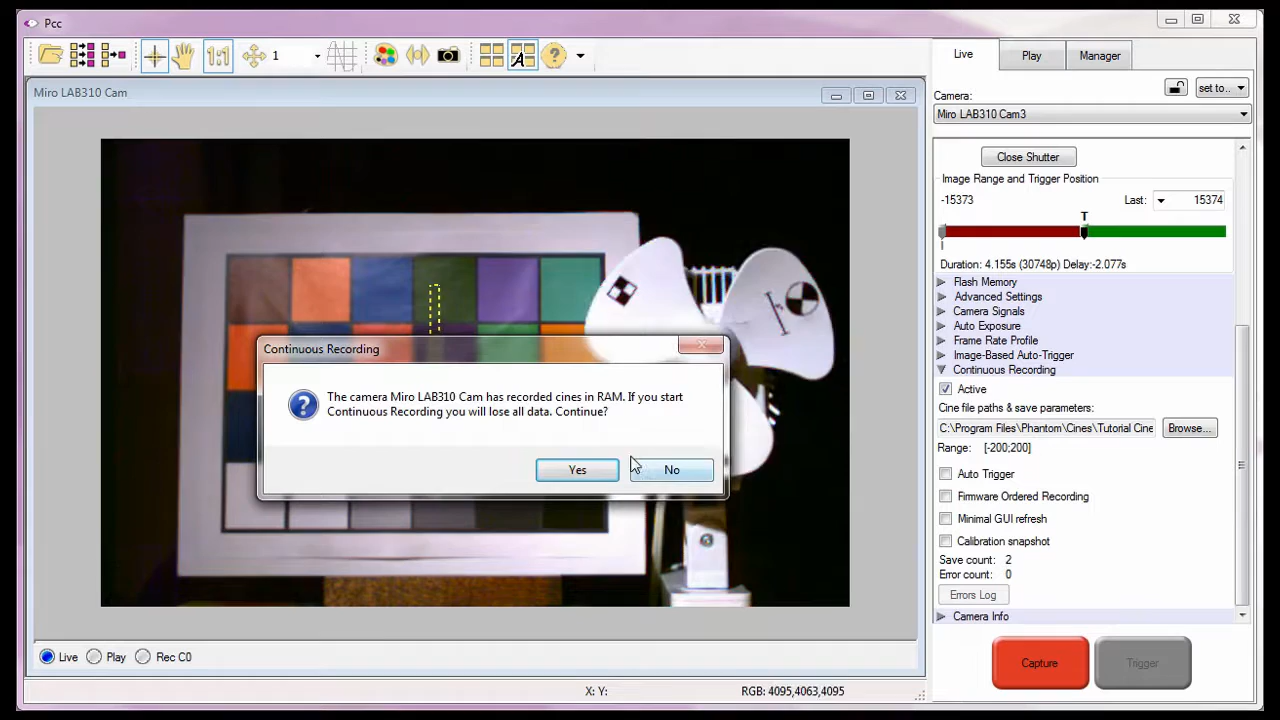 Pcc
1:1
1
A
?
Live
Play
Manager
Camera:
set to..
Miro LAB310 Cam
Miro LAB310 Cam3
Close Shutter
Image Range and Trigger Position
-15373
Last:
15374
T
Duration: 4.155s (30748p) Delay:-2.077s
Flash Memory
Advanced Settings
Camera Signals
Auto Exposure
Frame Rate Profile
Image-Based Auto-Trigger
Continuous Recording
Active
Cine file paths & save parameters:
C:\Program Files\Phantom\Cines\Tutorial Cine
Browse...
Range: [-200;200]
Auto Trigger
Firmware Ordered Recording
Minimal GUI refresh
Calibration snapshot
Save count: 2
Error count: 0
Errors Log
Camera Info
Capture
Trigger
Continuous Recording
The camera Miro LAB310 Cam has recorded cines in RAM. If you start
Continuous Recording you will lose all data. Continue?
Yes
No
Live
Play
Rec C0
X: Y:
RGB: 4095,4063,4095